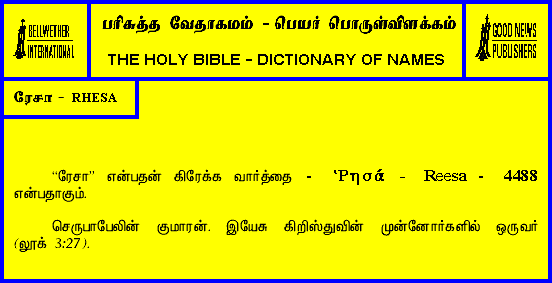 BELLWETHER
INTERNATIONAL
பரிசுத்த வேதாகமம் - பெயர் பொருள்விளக்கம்
THE HOLY BIBLE - DICTIONARY OF NAMES
GOOD NEWS
PUBLISHERS
ரேசா - RHESA
“ரேசா” என்பதன் கிரேக்க வார்த்தை - Ῥησά - Reesa - 4488
என்பதாகும்.
செருபாபேலின் குமாரன். இயேசு கிறிஸ்துவின் முன்னோர்களில் ஒருவர்
(லூக் 3:27).